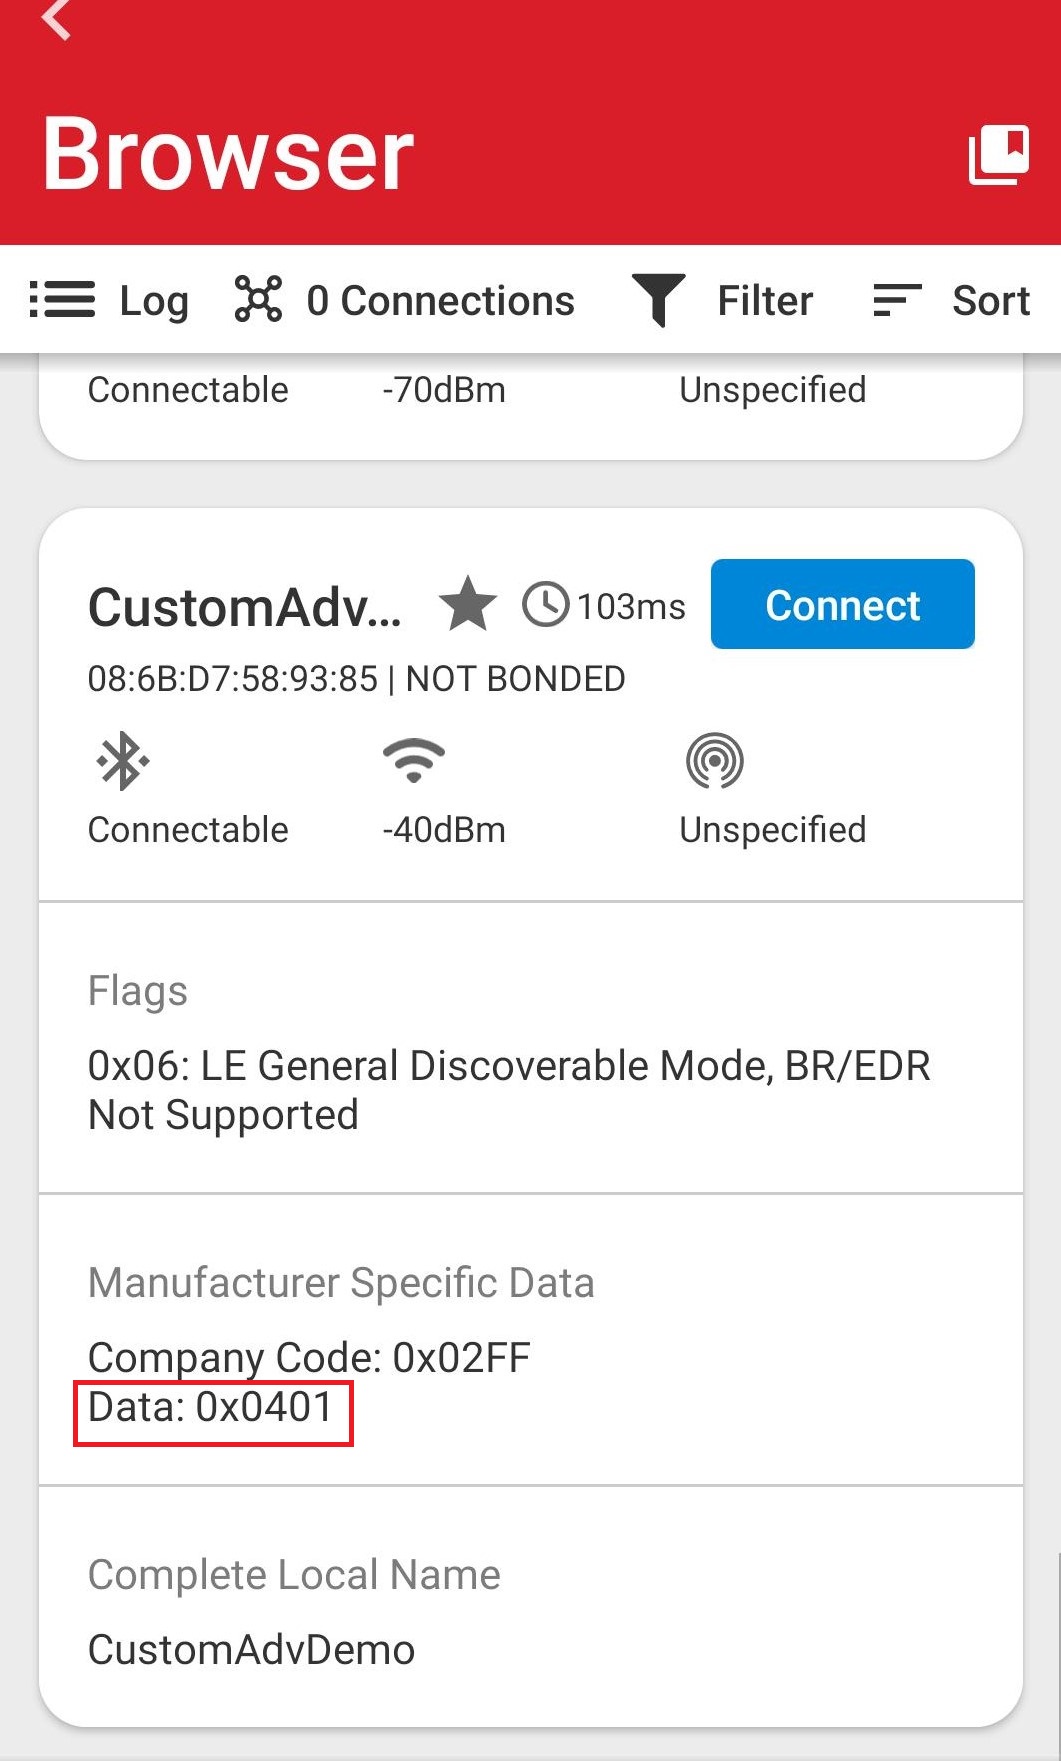 Browser
Log 0 Connections Filter Sort
Connectable -70dBm Unspecified
CustomAdv... 103ms Connect
08:6B:D7:58:93:85 | NOT BONDED
Connectable -40dBm Unspecified
Flags
0x06: LE General Discoverable Mode, BR/EDR
Not Supported
Manufacturer Specific Data
Company Code: 0x02FF
Data: 0x0401
Complete Local Name
CustomAdvDemo